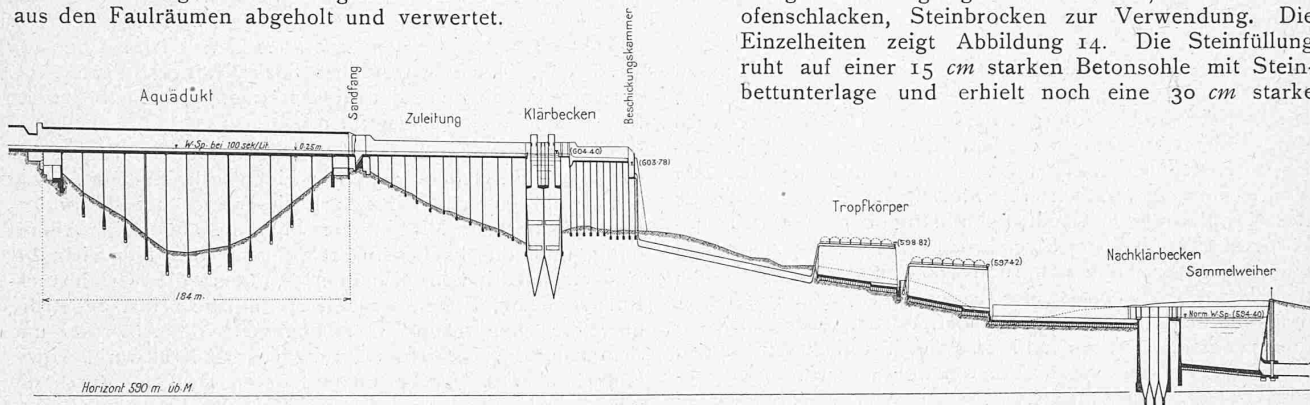 aus den Faulräumen abgeholt und verwertet.
ofenschlacken, Steinbrocken zur Verwendung. Die
Einzelheiten zeigt Abbildung 14. Die Steinfüllung
ruht auf einer 15 cm starken Betonsohle mit Stein-
bettunterlage und erhielt noch eine 30 cm starke
Aquädukt
Sandfang
Zuleitung
Klärbecken
Beschickungskammer
W.Sp. bei 100 sek/Lit. 0.25 m
(604.40)
(603.78)
184 m.
Tropfkörper
(598.82)
(597.42)
Nachklärbecken
Sammelweiher
Norm W.Sp. (594.40)
Horizont 590 m üb. M.